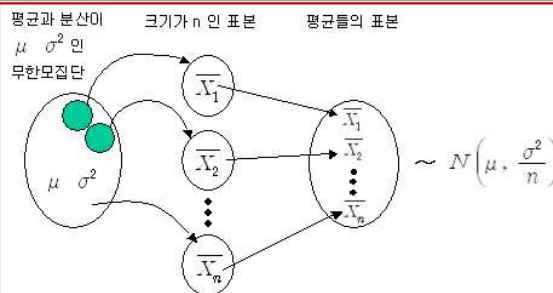 평균과 분산이
μ σ² 인
무한모집단
크기가 n 인 표본
평균들의 표본
μ σ²
X̅₁
X̅₂
X̅ₙ
X̅₁
X̅₂
X̅ₙ
~ N(μ, σ²/n)